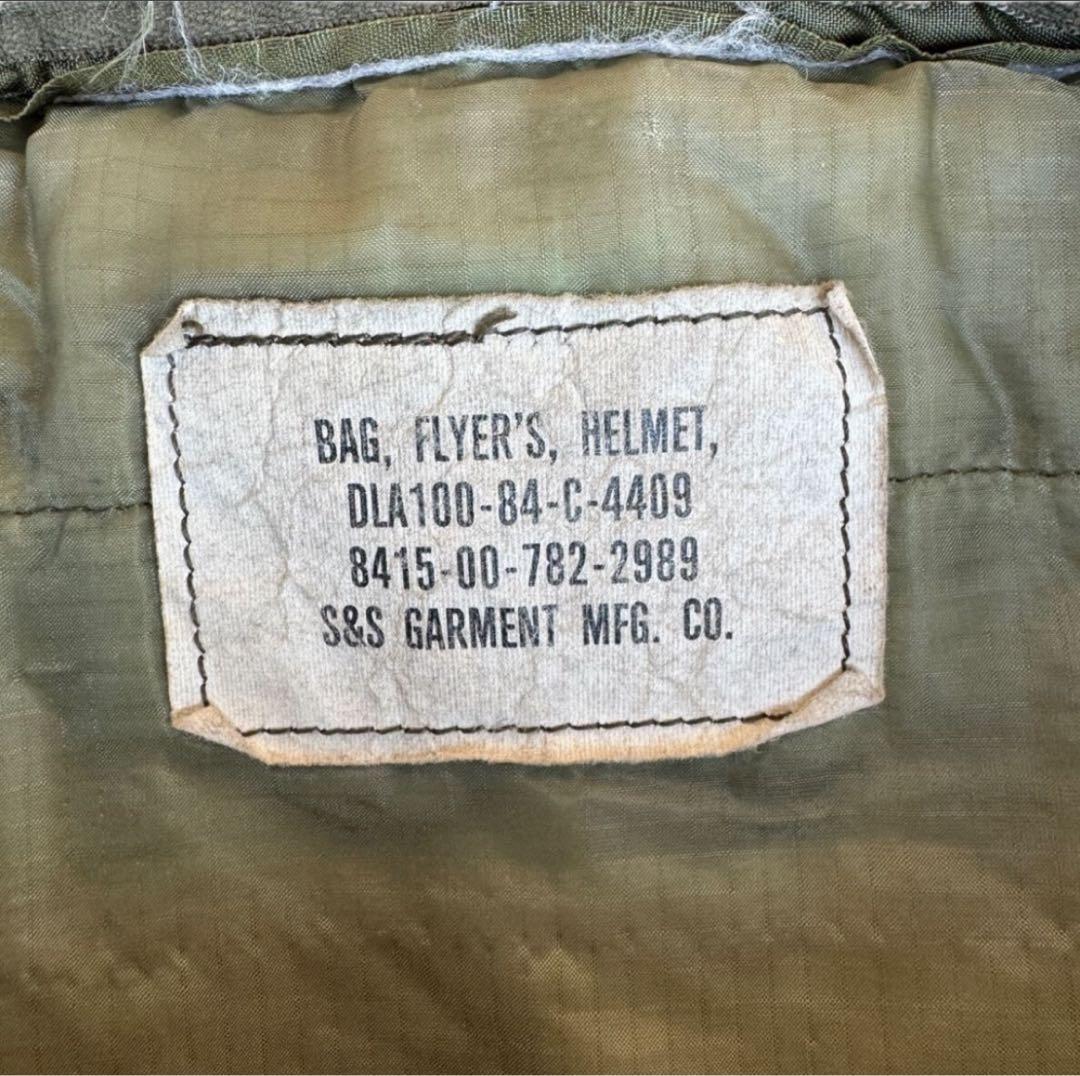 BAG, FLYER'S, HELMET,
DLA100-84-C-4409
8415-00-782-2989
S&S GARMENT MFG. CO.